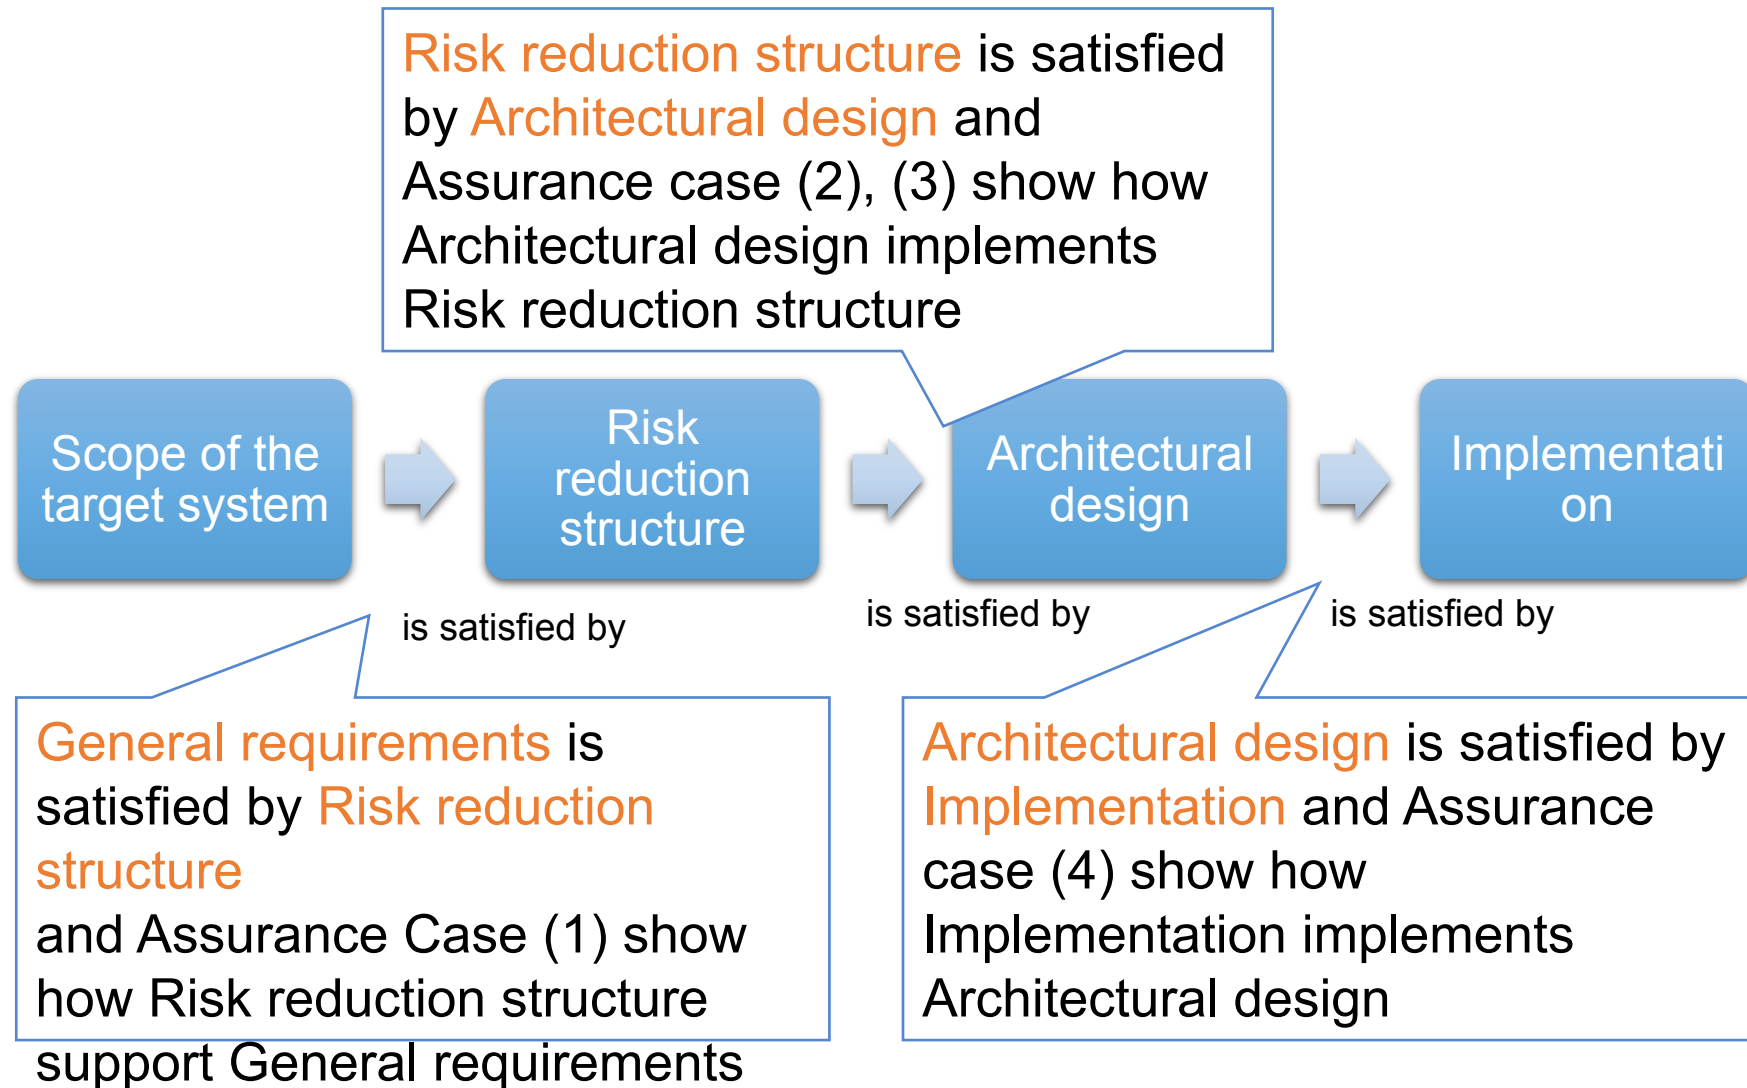 Risk reduction structure is satisfied
by Architectural design and
Assurance case (2), (3) show how
Architectural design implements
Risk reduction structure
Scope of the
target system
Risk
reduction
structure
Architectural
design
Implementati
on
is satisfied by
is satisfied by
is satisfied by
General requirements is
satisfied by Risk reduction
structure
and Assurance Case (1) show
how Risk reduction structure
support General requirements
Architectural design is satisfied by
Implementation and Assurance
case (4) show how
Implementation implements
Architectural design